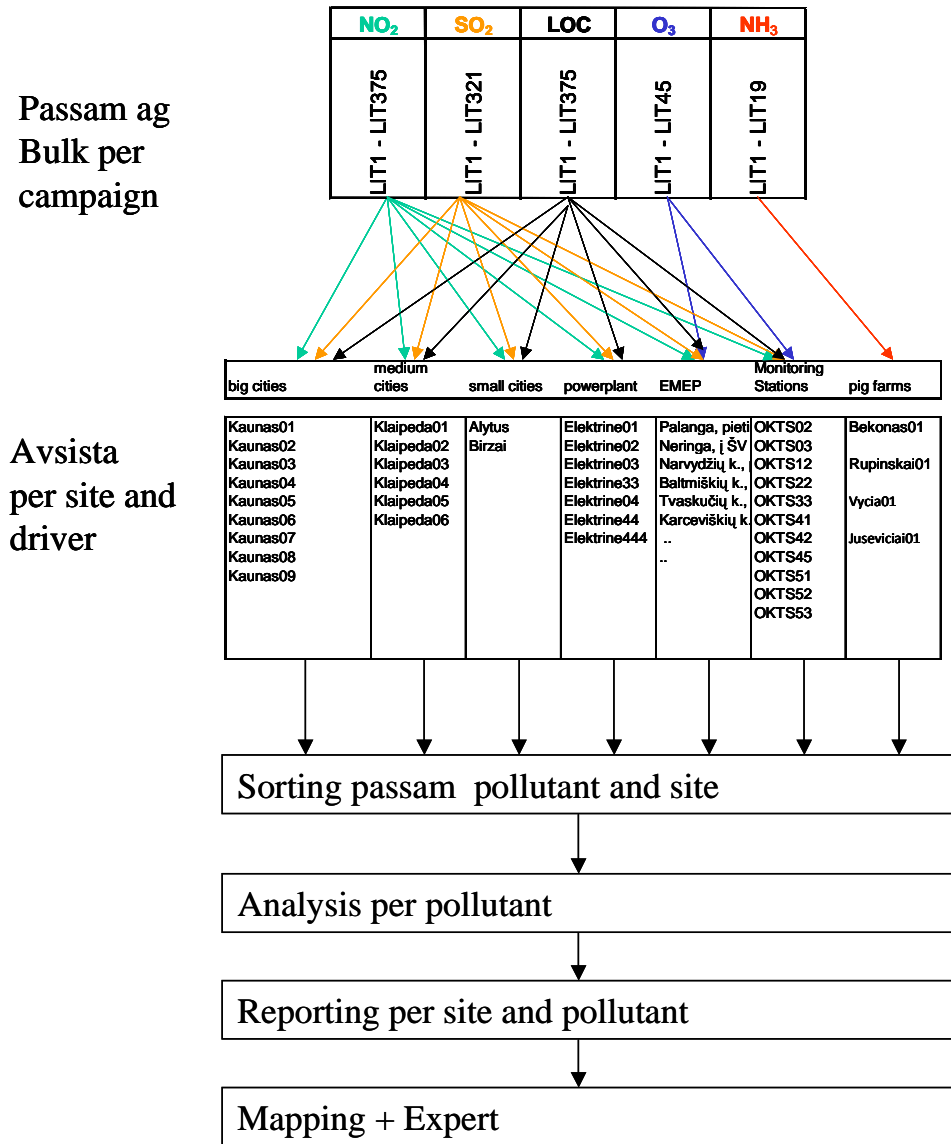 NO₂ SO₂ LOC O₃ NH₃
LIT1 - LIT375
LIT1 - LIT321
LIT1 - LIT375
LIT1 - LIT45
LIT1 - LIT19
Passam ag
Bulk per
campaign
big cities
medium
cities
small cities
powerplant
EMEP
Monitoring
Stations
pig farms
Avsista
per site and
driver
Kaunas01
Kaunas02
Kaunas03
Kaunas04
Kaunas05
Kaunas06
Kaunas07
Kaunas08
Kaunas09
Klaipeda01
Klaipeda02
Klaipeda03
Klaipeda04
Klaipeda05
Klaipeda06
Alytus
Birzai
Elektrine01
Elektrine02
Elektrine03
Elektrine33
Elektrine04
Elektrine44
Elektrine444
Palanga, pieti
Neringa, į ŠV
Narvydžių k.,
Baltmiškių k.,
Tvaskučių k.,
Karceviškių k.
..
..
OKTS02
OKTS03
OKTS12
OKTS22
OKTS33
OKTS41
OKTS42
OKTS45
OKTS51
OKTS52
OKTS53
Bekonas01
Rupinskai01
Vycia01
Juseviciai01
Sorting passam pollutant and site
Analysis per pollutant
Reporting per site and pollutant
Mapping + Expert